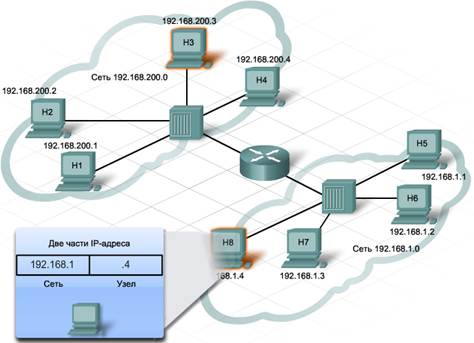 192.168.200.3
H3
Сеть 192.168.200.0
192.168.200.4
H4
192.168.200.2
H2
192.168.200.1
H1
H5
192.168.1.1
H6
192.168.1.2
Сеть 192.168.1.0
H7
192.168.1.3
H8
168.1.4
Две части IP-адреса
192.168.1 .4
Сеть Узел